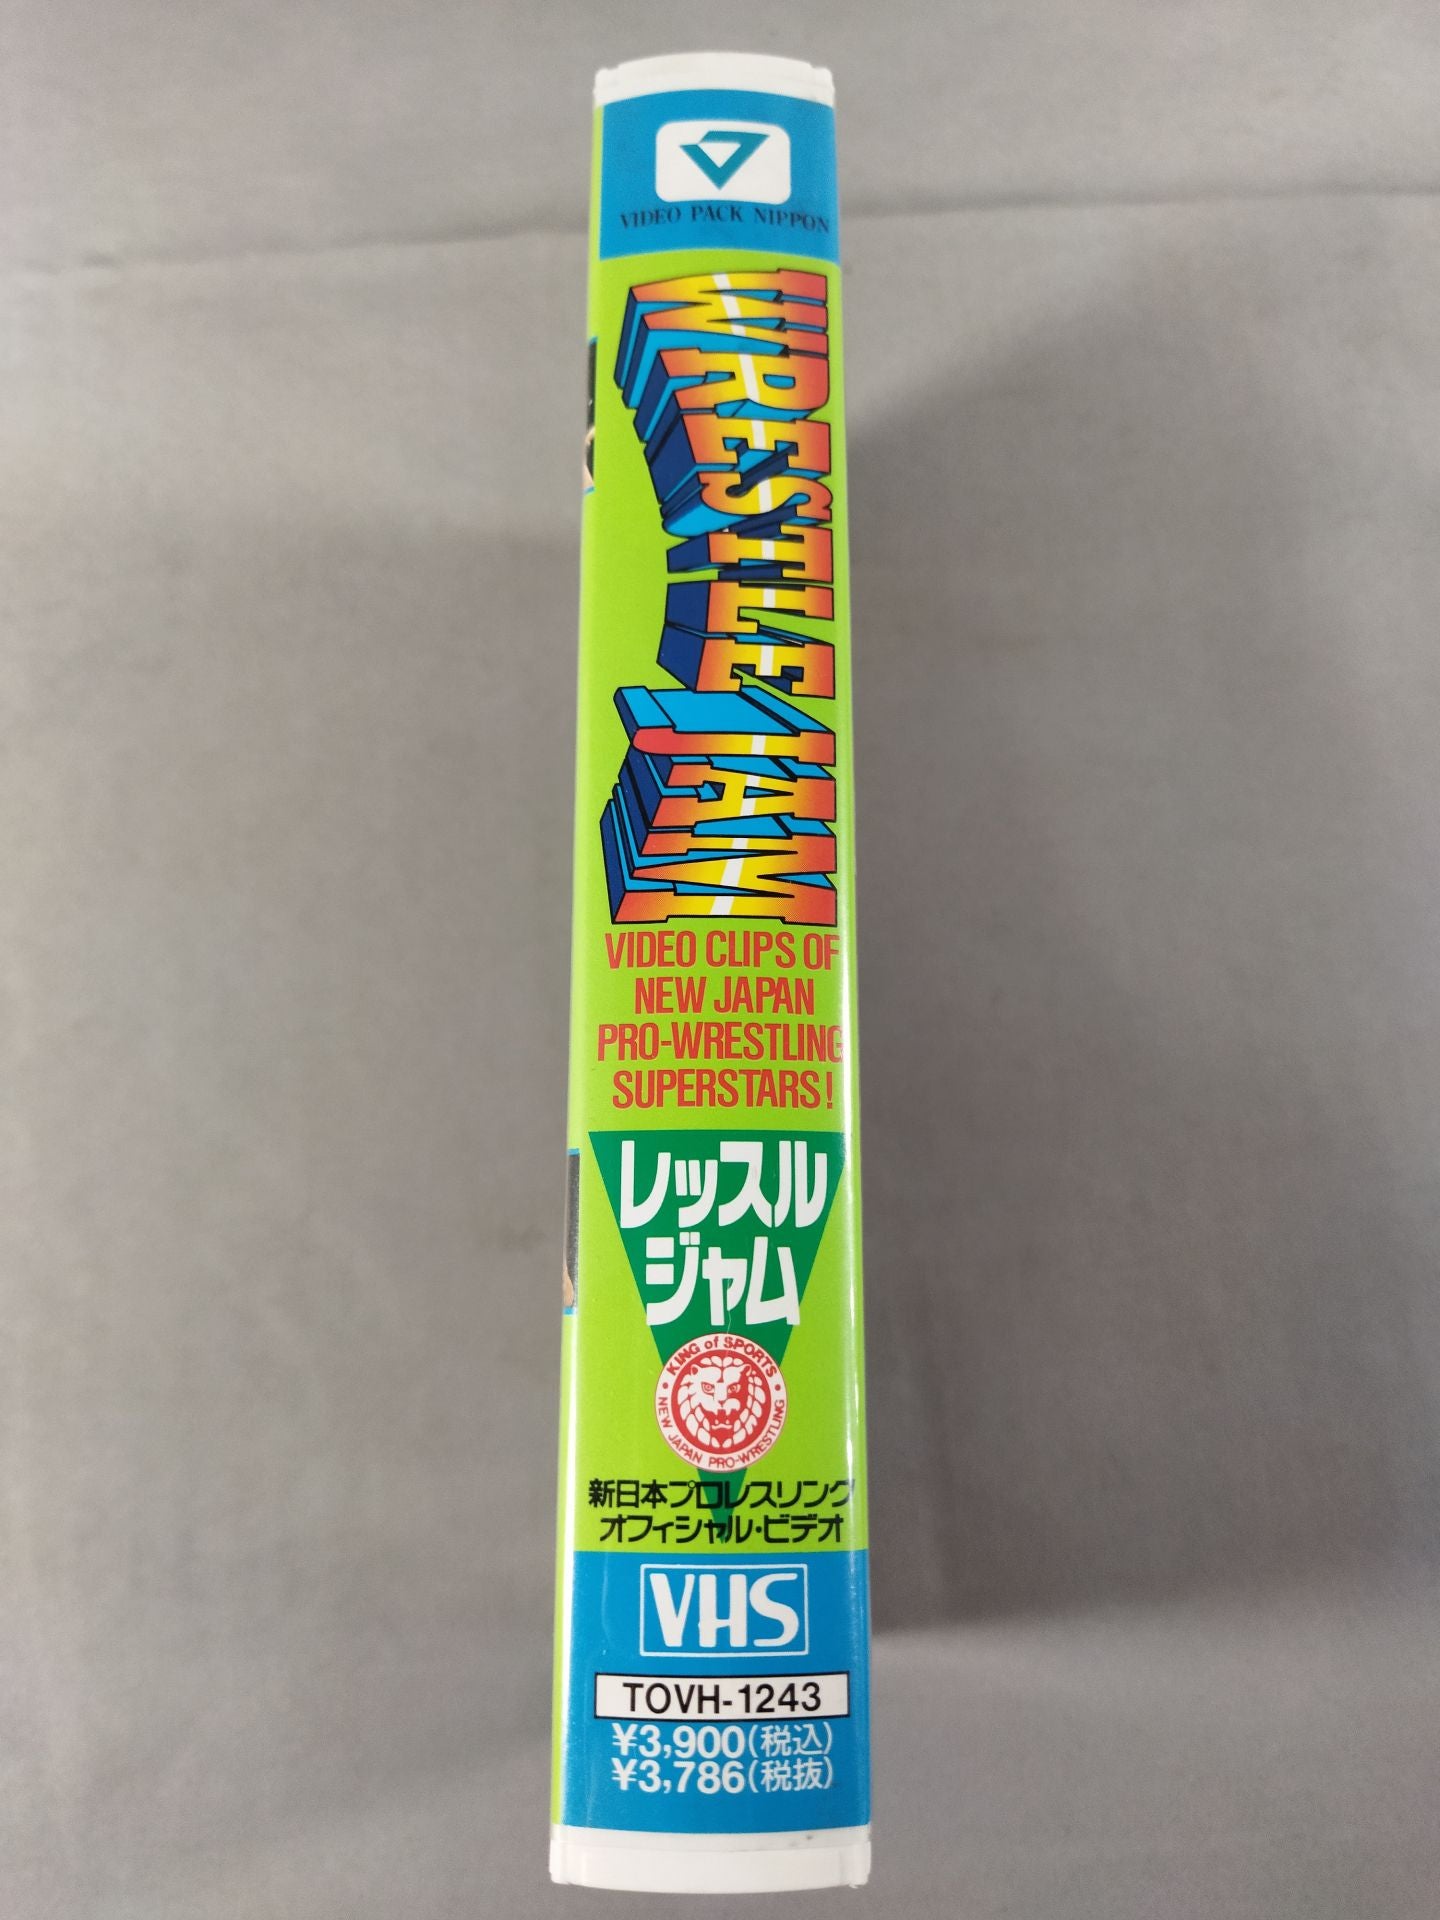 VIDEO PACK NIPPON
WRESTLE JAM
VIDEO CLIPS OF
NEW JAPAN
PRO-WRESTLING
SUPERSTARS!
レッスル
ジャム
KING of SPORTS
NEW JAPAN PRO-WRESTLING
新日本プロレスリング
オフィシャル・ビデオ
VHS
TOVH-1243
¥3,900(税込)
¥3,786(税抜)